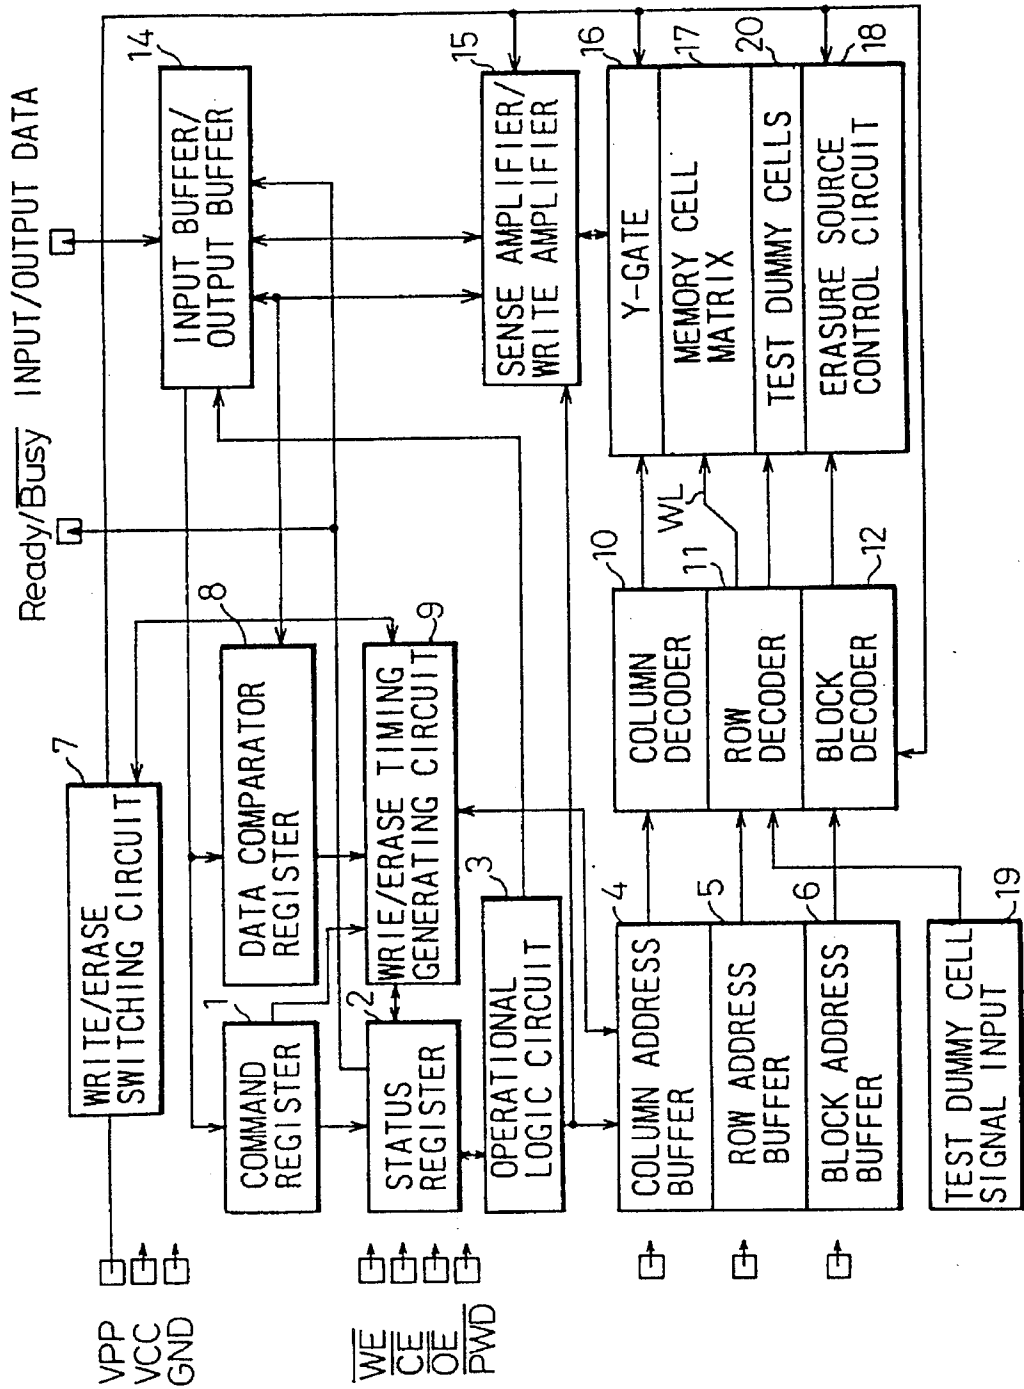 VPP
VCC
GND
WE
CE
OE
PWD
Ready/Busy
INPUT/OUTPUT DATA
7
WRITE/ERASE
SWITCHING CIRCUIT
14
INPUT BUFFER/
OUTPUT BUFFER
1
COMMAND
REGISTER
8
DATA COMPARATOR
REGISTER
2
STATUS
REGISTER
9
WRIE/ERASE TIMING
GENERATING CIRCUIT
3
OPERATIONAL
LOGIC CIRCUIT
15
SENSE AMPLIFIER/
WRITE AMPLIFIER
4
COLUMN ADDRESS
BUFFER
5
ROW ADDRESS
BUFFER
6
BLOCK ADDRESS
BUFFER
10
COLUMN
DECODER
11
ROW
DECODER
12
BLOCK
DECODER
WL
16
Y-GATE
17
MEMORY CELL
MATRIX
20
TEST DUMMY CELLS
18
ERASURE SOURCE
CONTROL CIRCUIT
19
TEST DUMMY CELL
SIGNAL INPUT